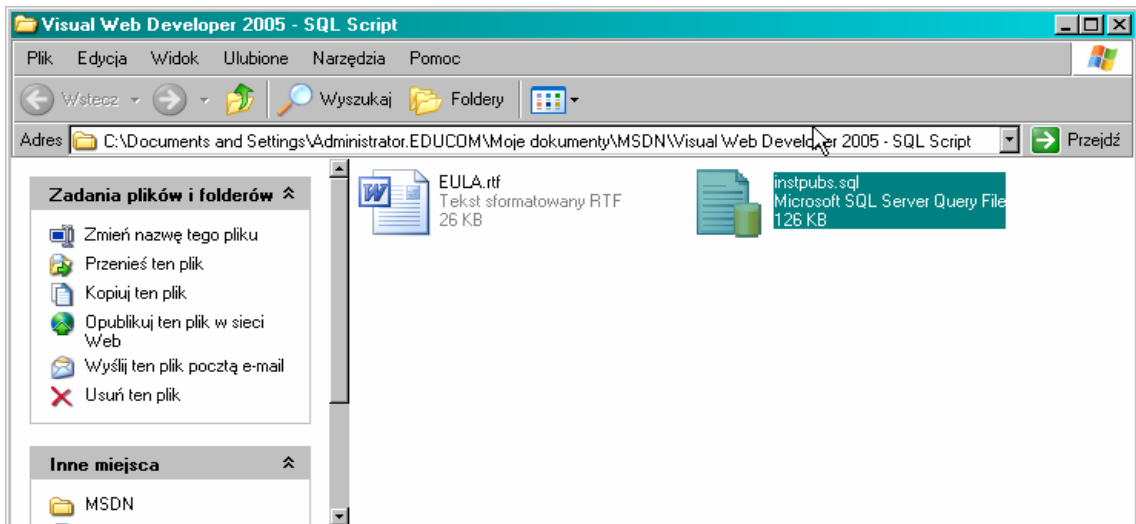 Visual Web Developer 2005 - SQL Script
Plik Edycja Widok Ulubione Narzędzia Pomoc
Wstecz Wyszukaj Foldery
Adres C:\Documents and Settings\Administrator.EDUCOM\Moje dokumenty\MSDN\Visual Web Developer 2005 - SQL Script Przejdź
Zadania plików i folderów
Zmień nazwę tego pliku
Przenieś ten plik
Kopiuj ten plik
Opublikuj ten plik w sieci
Web
Wyślij ten plik pocztą e-mail
Usuń ten plik
Inne miejsca
MSDN
EULA.rtf
Tekst sformatowany RTF
26 KB
instpubs.sql
Microsoft SQL Server Query File
126 KB